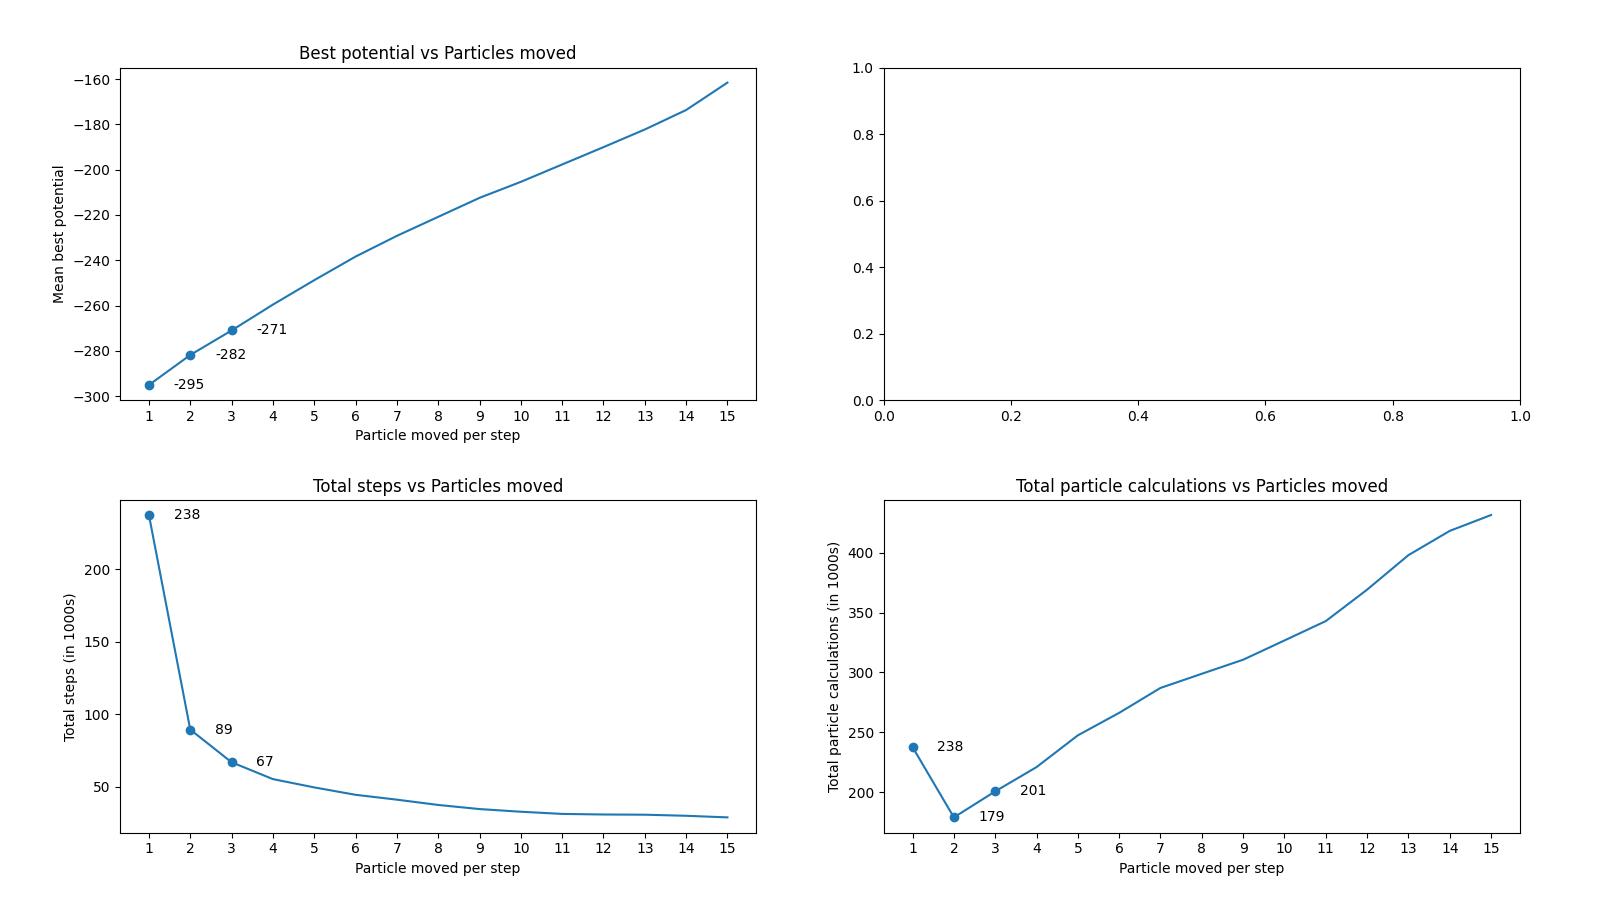 Best potential vs Particles moved
Mean best potential
−160
−180
−200
−220
−240
−260
−280
−300
-271
-282
-295
1 2 3 4 5 6 7 8 9 10 11 12 13 14 15
Particle moved per step
1.0
0.8
0.6
0.4
0.2
0.0
0.0 0.2 0.4 0.6 0.8 1.0
Total steps vs Particles moved
Total steps (in 1000s)
200
150
100
50
238
89
67
1 2 3 4 5 6 7 8 9 10 11 12 13 14 15
Particle moved per step
Total particle calculations vs Particles moved
Total particle calculations (in 1000s)
400
350
300
250
200
238
201
179
1 2 3 4 5 6 7 8 9 10 11 12 13 14 15
Particle moved per step